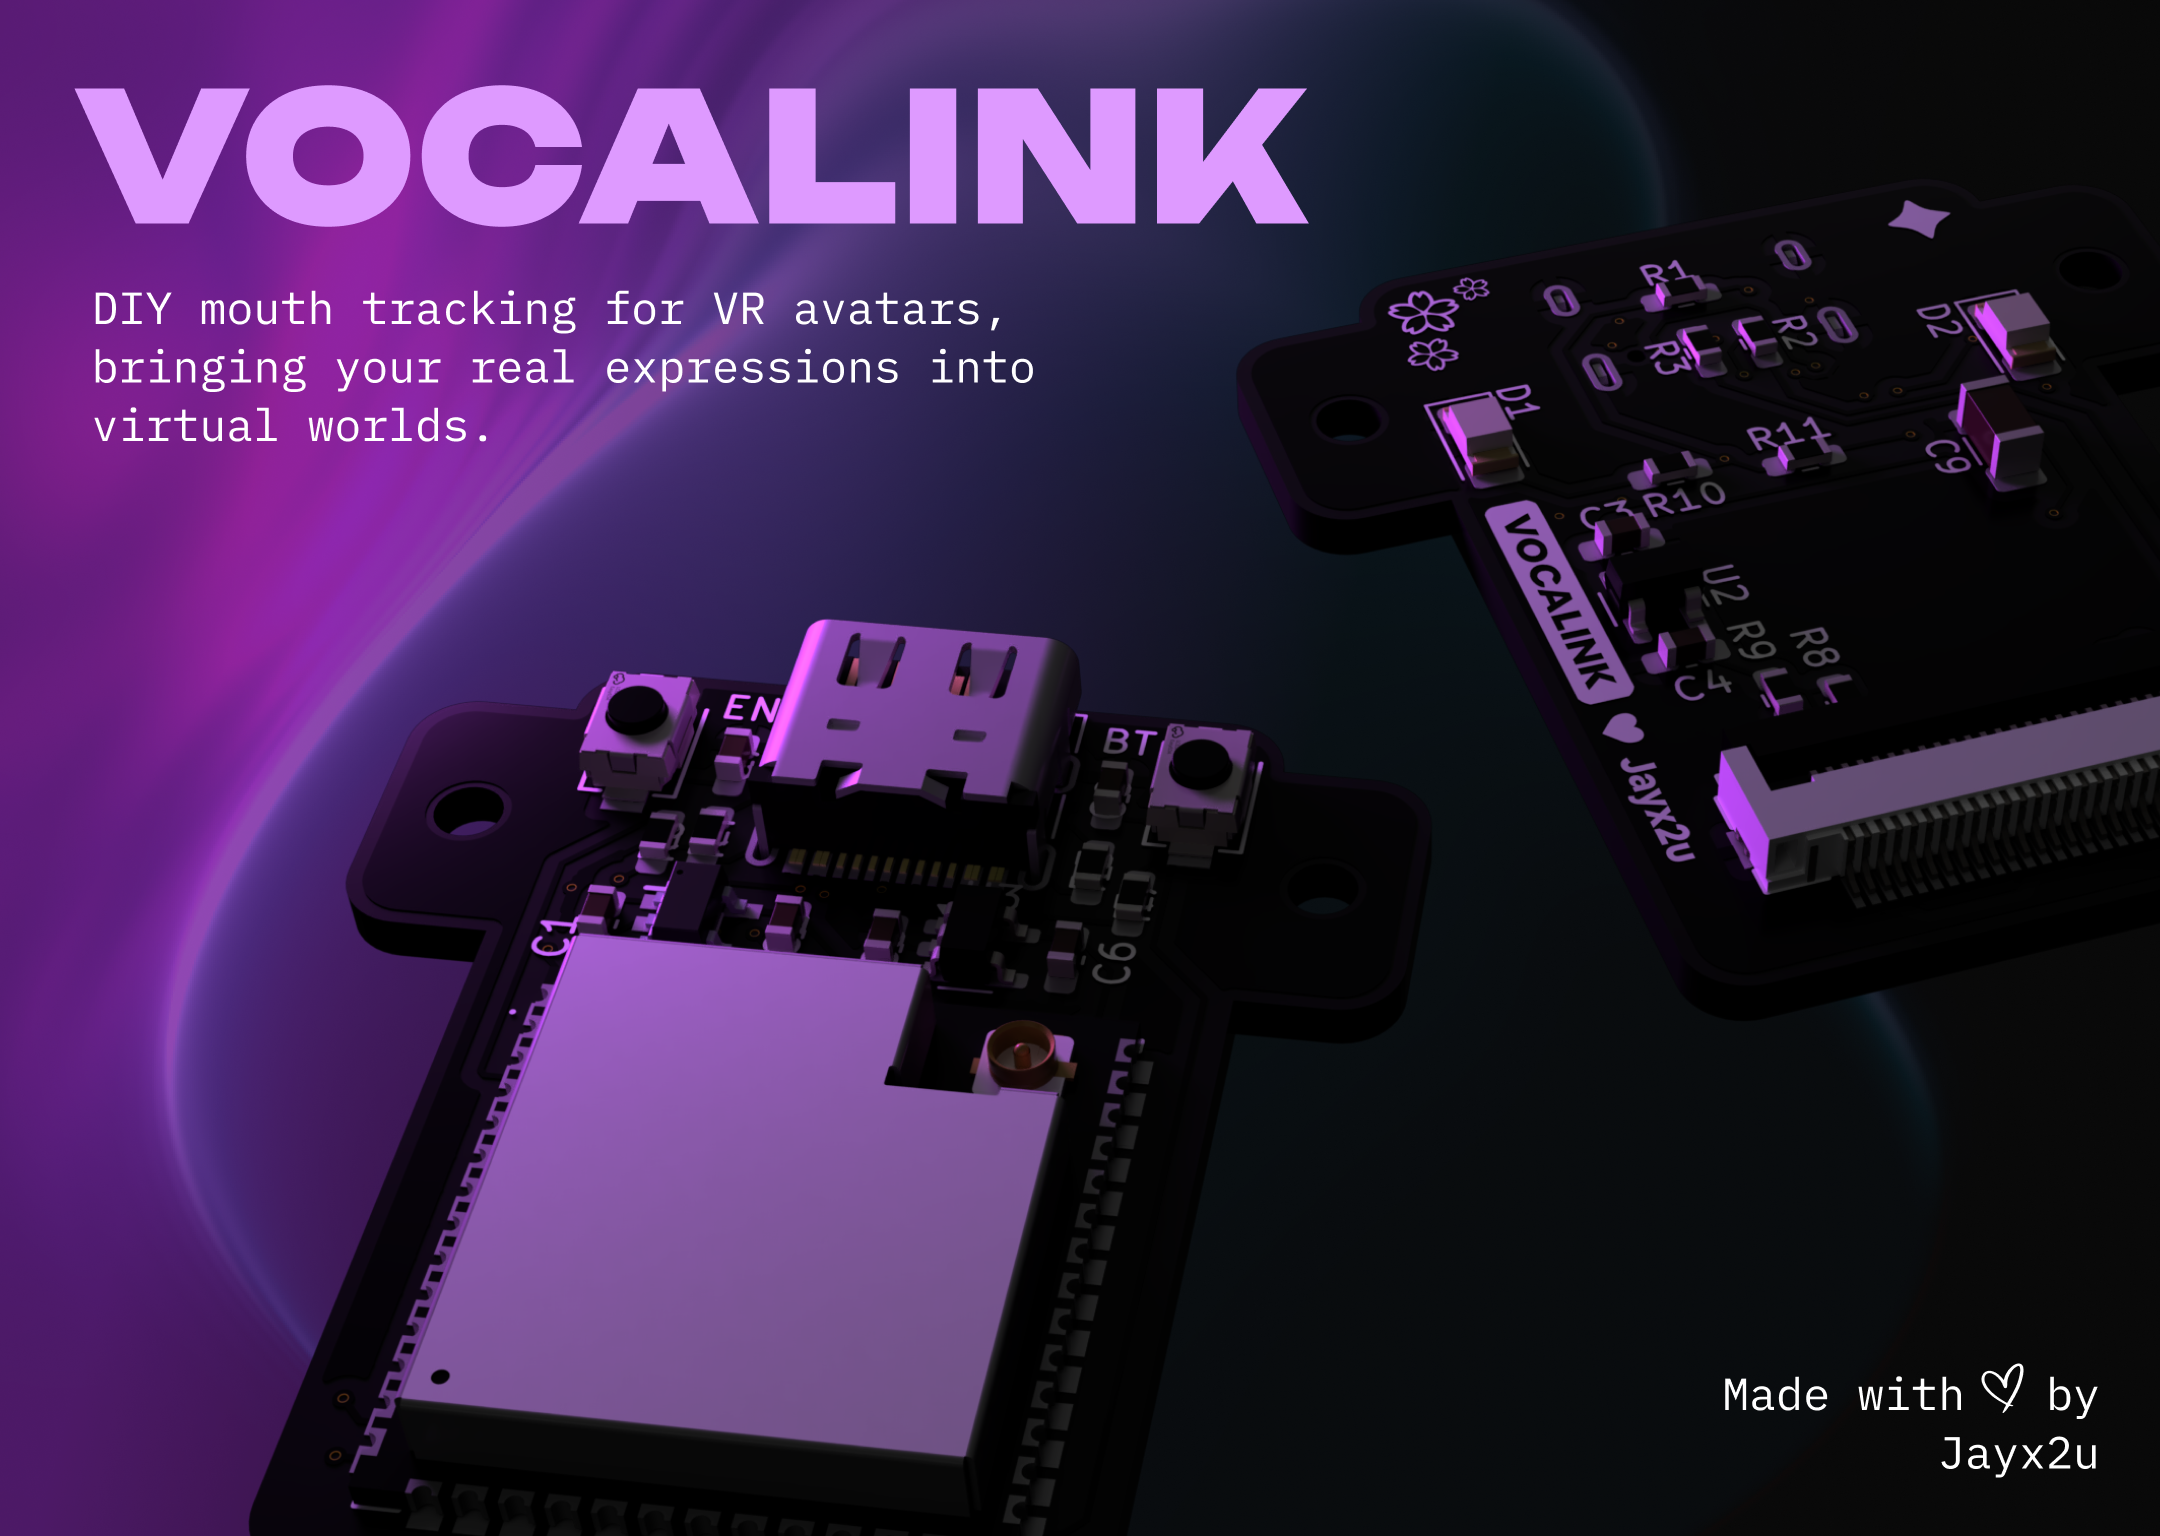 VOCALINK
DIY mouth tracking for VR avatars,
bringing your real expressions into
virtual worlds.
R1
D2
R2
R3
D1
R11
C9
C3
R10
VOCALINK
U2
R9
R8
C4
♥ Jayx2u
EN
BT
C1
3
C6
Made with ♡ by
Jayx2u